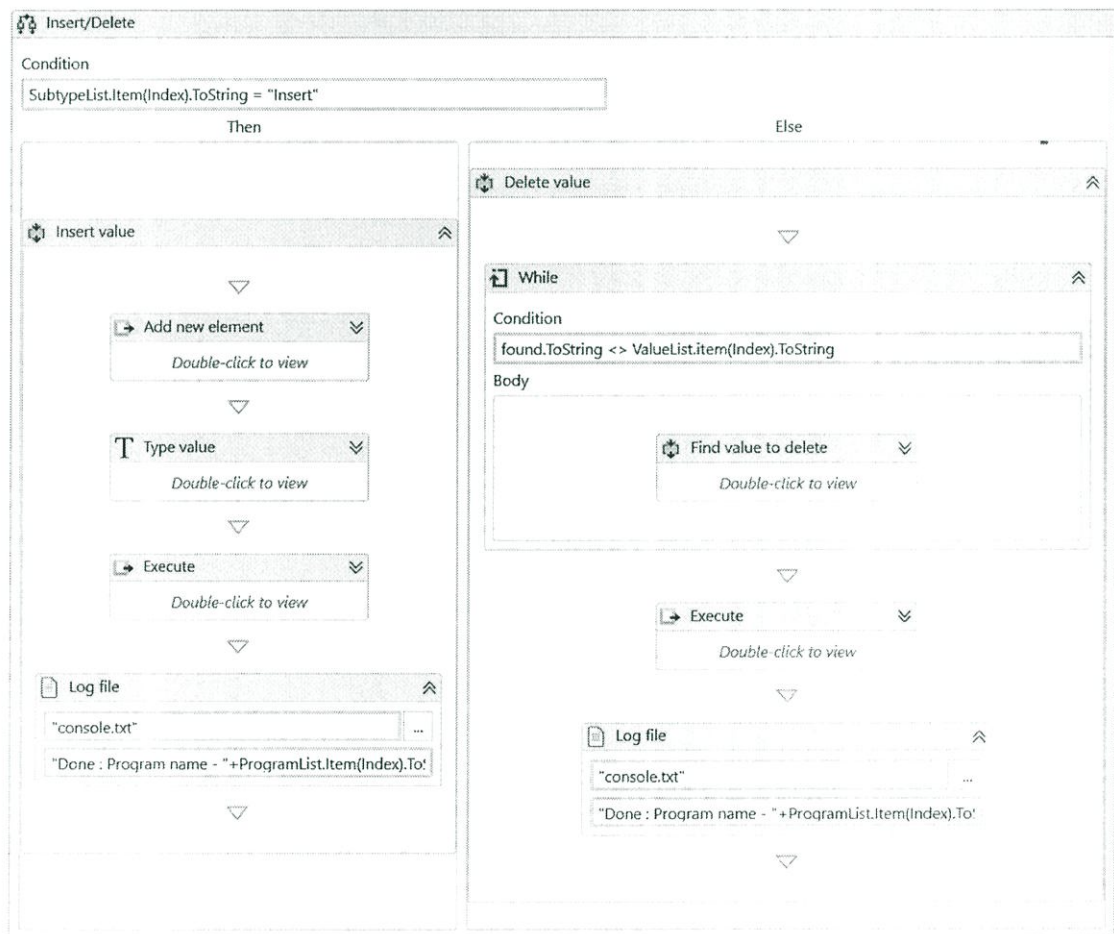 Insert/Delete
Condition
SubtypeList.Item(Index).ToString = "Insert"
Then
Insert value
Add new element
Double-click to view
Type value
Double-click to view
Execute
Double-click to view
Log file
"console.txt"
...
"Done : Program name - "+ProgramList.Item(Index).To
Else
Delete value
While
Condition
found.ToString <> ValueList.item(Index).ToString
Body
Find value to delete
Double-click to view
Execute
Double-click to view
Log file
"console.txt"
...
"Done : Program name - "+ProgramList.Item(Index).To